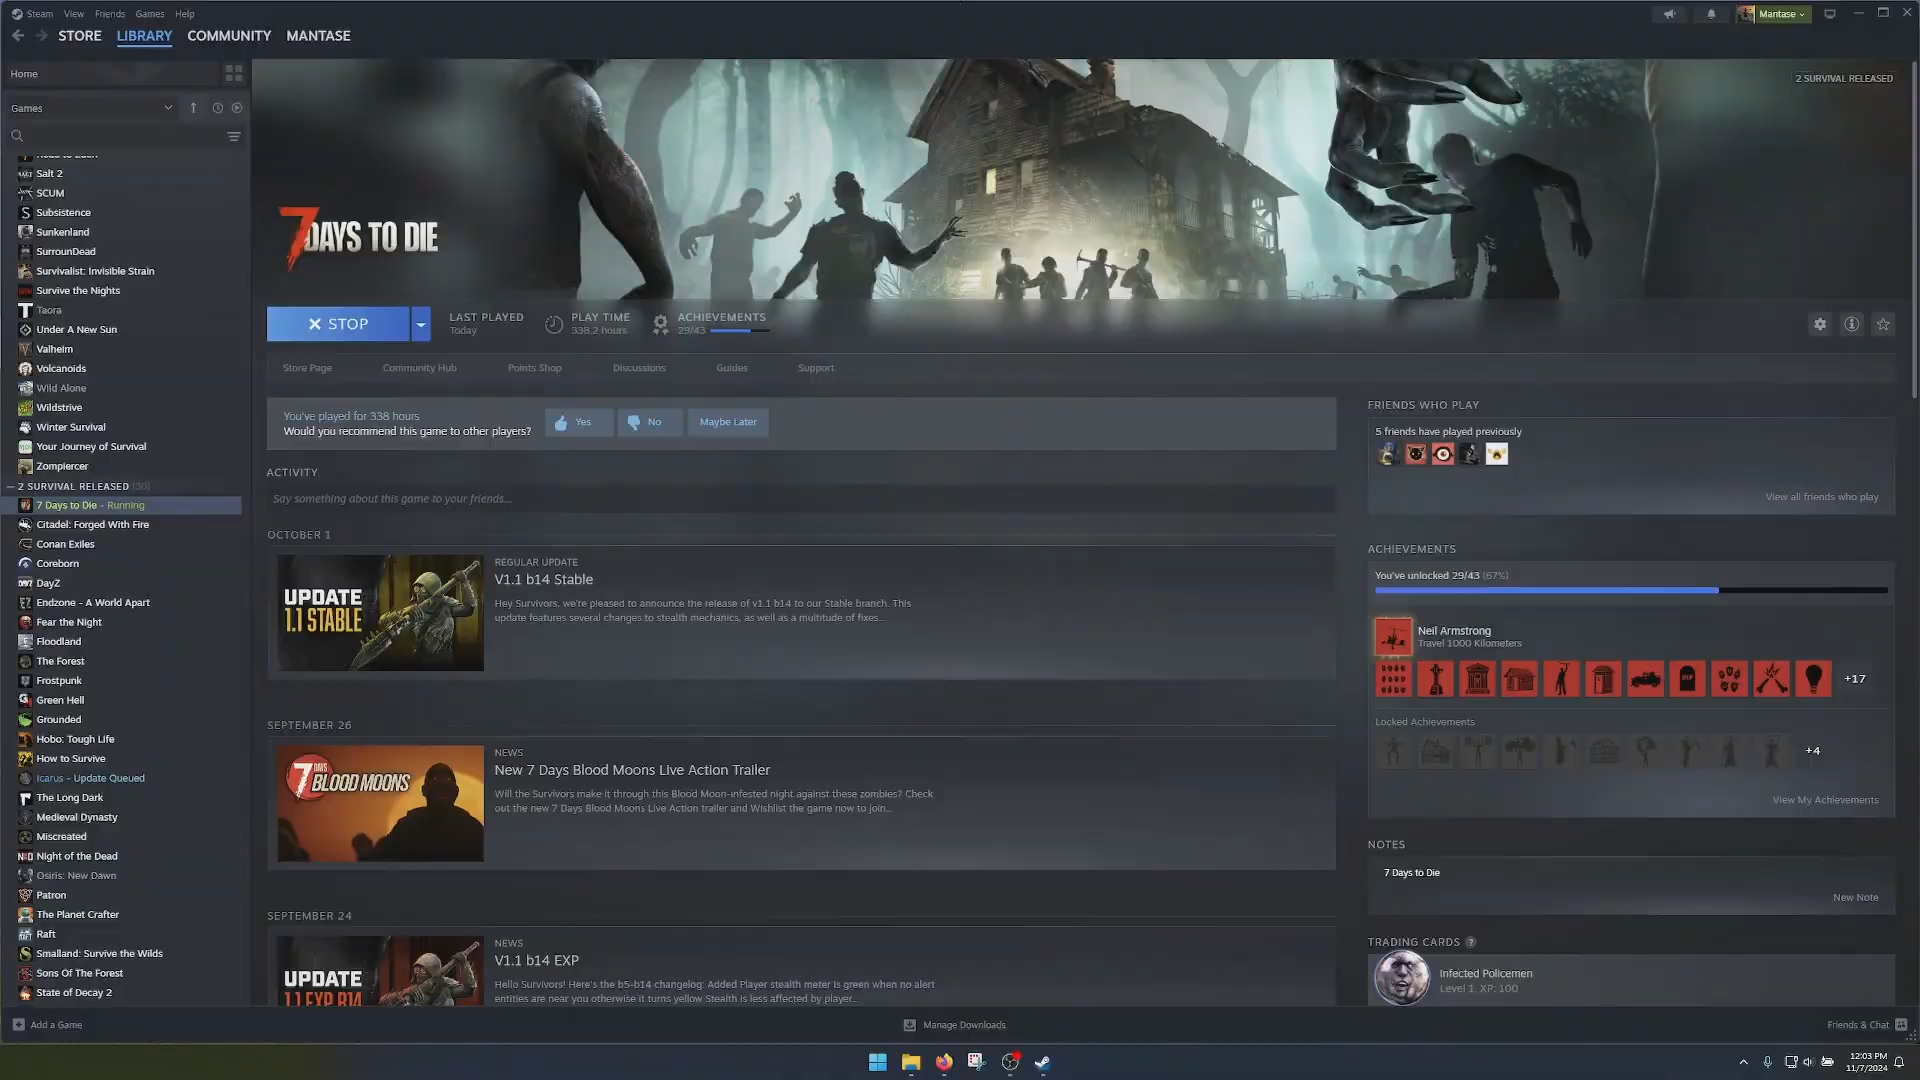 Steam View Friends Games Help
Mantase
STORE LIBRARY COMMUNITY MANTASE
Home
Games
Salt 2
SCUM
Subsistence
Sunkenland
SurrounDead
Survivalist: Invisible Strain
Survive the Nights
Taora
Under A New Sun
Valheim
Volcanoids
Wild Alone
Wildstrive
Winter Survival
Your Journey of Survival
Zompiercer
2 SURVIVAL RELEASED (30)
7 Days to Die - Running
Citadel: Forged With Fire
Conan Exiles
Coreborn
DayZ
Endzone - A World Apart
Fear the Night
Floodland
The Forest
Frostpunk
Green Hell
Grounded
Hobo: Tough Life
How to Survive
Icarus - Update Queued
The Long Dark
Medieval Dynasty
Miscreated
Night of the Dead
Osiris: New Dawn
Patron
The Planet Crafter
Raft
Smalland: Survive the Wilds
Sons Of The Forest
State of Decay 2
2 SURVIVAL RELEASED
7 DAYS TO DIE
STOP
LAST PLAYED
Today
PLAY TIME
338.2 hours
ACHIEVEMENTS
29/43
Store Page Community Hub Points Shop Discussions Guides Support
You've played for 338 hours
Would you recommend this game to other players?
Yes No Maybe Later
ACTIVITY
Say something about this game to your friends...
OCTOBER 1
UPDATE
1.1 STABLE
REGULAR UPDATE
V1.1 b14 Stable
Hey Survivors, we're pleased to announce the release of v1.1 b14 to our Stable branch. This
update features several changes to stealth mechanics, as well as a multitude of fixes...
SEPTEMBER 26
7 DAYS
BLOOD MOONS
NEWS
New 7 Days Blood Moons Live Action Trailer
Will the Survivors make it through this Blood Moon-infested night against these zombies? Check
out the new 7 Days Blood Moons Live Action trailer and Wishlist the game now to join...
SEPTEMBER 24
UPDATE
1.1 EXP B14
NEWS
V1.1 b14 EXP
Hello Survivors! Here's the b5-b14 changelog: Added Player stealth meter is green when no alert
entities are near you otherwise it turns yellow Stealth is less affected by player...
FRIENDS WHO PLAY
5 friends have played previously
View all friends who play
ACHIEVEMENTS
You've unlocked 29/43 (67%)
Neil Armstrong
Travel 1000 Kilometers
+17
Locked Achievements
+4
View My Achievements
NOTES
7 Days to Die
New Note
TRADING CARDS ?
Infected Policemen
Level 1, XP: 100
Add a Game
Manage Downloads
Friends & Chat
12:03 PM
11/7/2024